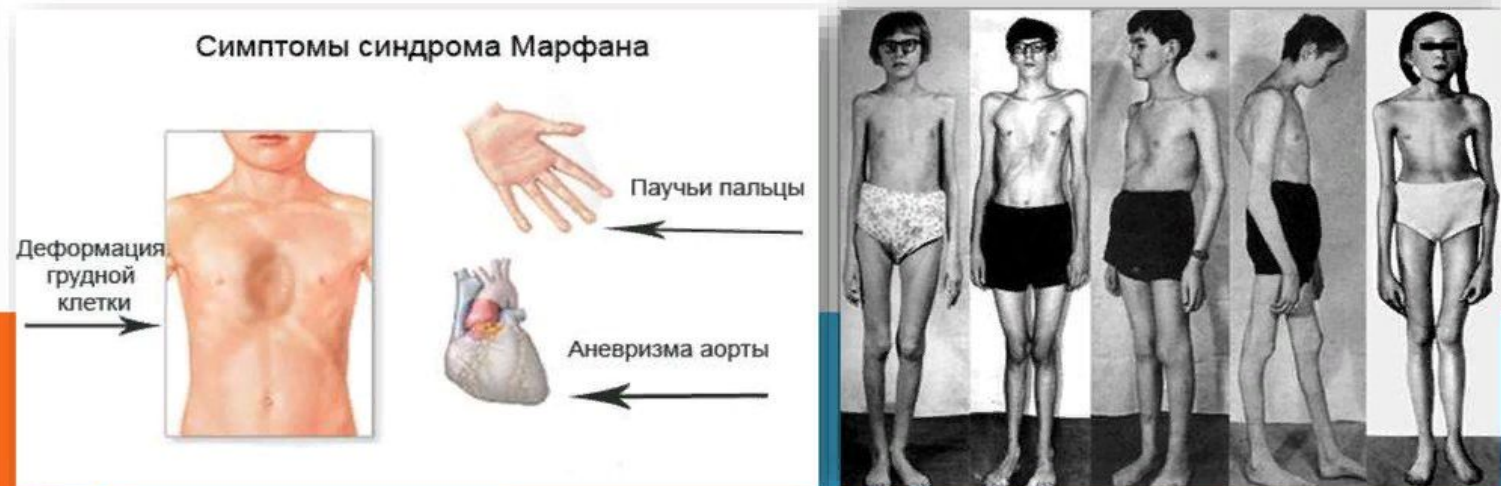 Симптомы синдрома Марфана
Паучьи пальцы
Деформация
грудной
клетки
Аневризма аорты